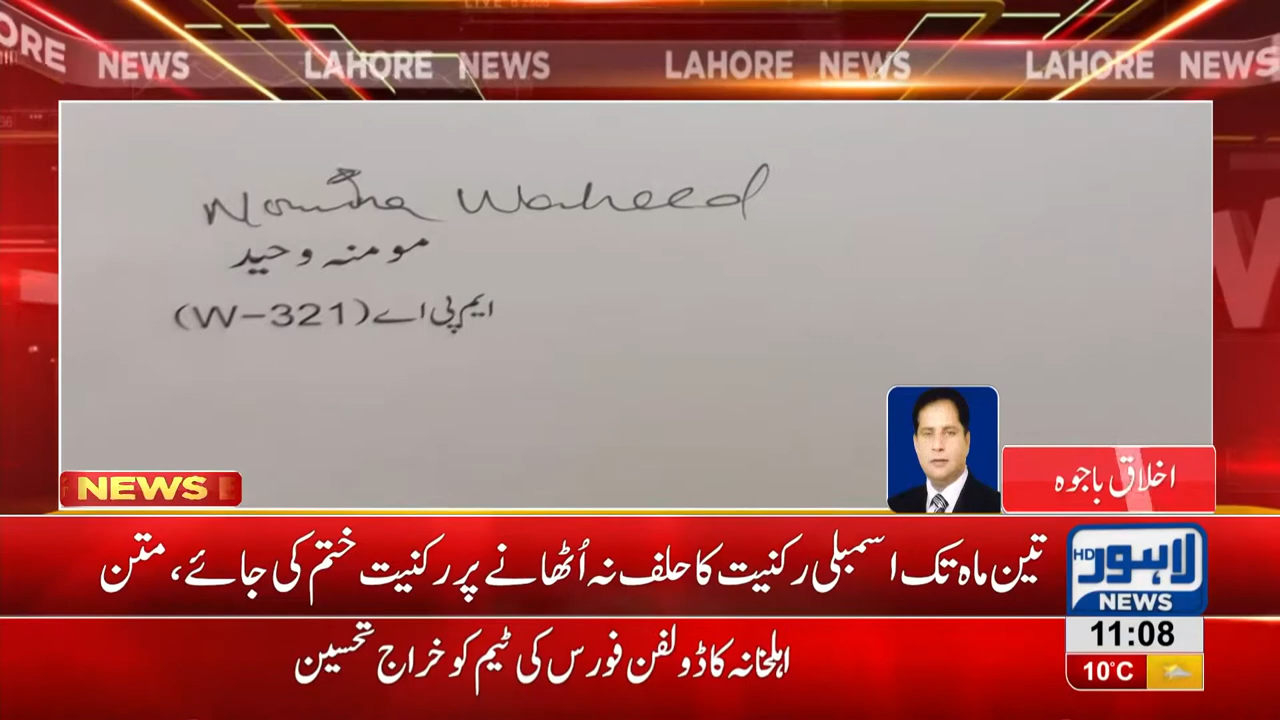 LAHORE NEWS LAHORE NEWS LAHORE NEWS LAHORE NEWS
Momina Waheed
مومنہ وحید
ایم پی اے (W-321)
اخلاق باجوہ
NEWS
تین ماہ تک اسمبلی رکنیت کا حلف نہ اُٹھانے پر رکنیت ختم کی جائے، متن
HD لاہور
NEWS
11:08
اہلخانہ کا ڈولفن فورس کی ٹیم کو خراج تحسین
10°C